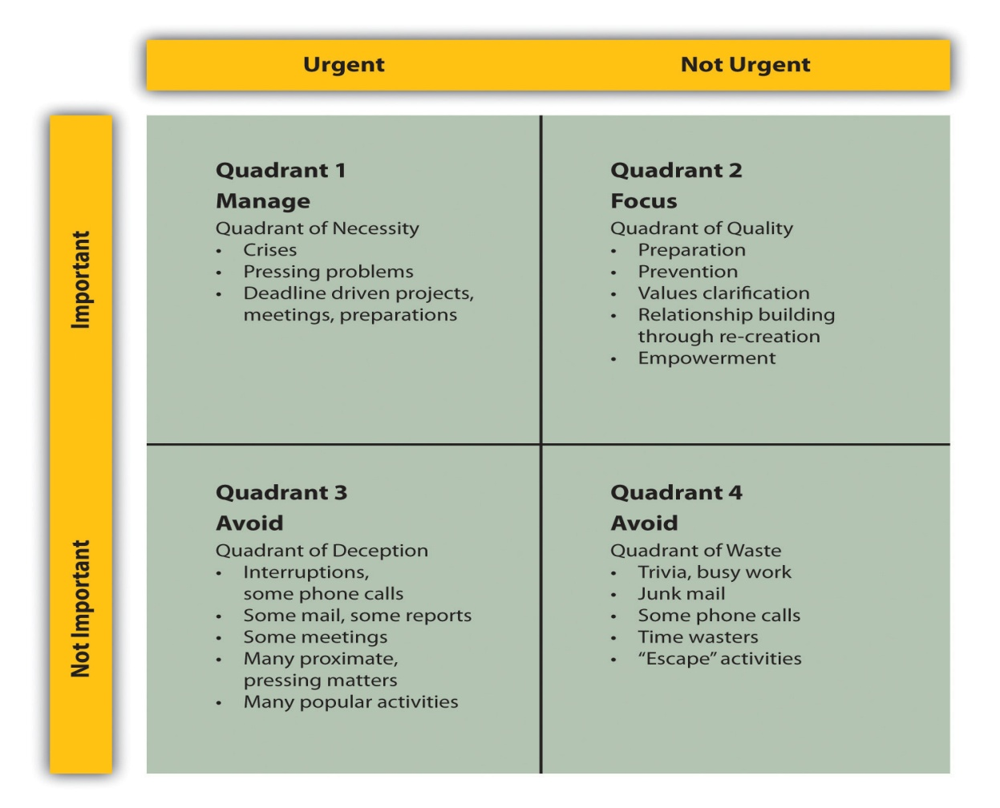 Urgent
Not Urgent
Important
Quadrant 1
Manage
Quadrant of Necessity
• Crises
• Pressing problems
• Deadline driven projects,
meetings, preparations
Quadrant 2
Focus
Quadrant of Quality
• Preparation
• Prevention
• Values clarification
• Relationship building
through re-creation
• Empowerment
Not Important
Quadrant 3
Avoid
Quadrant of Deception
• Interruptions,
some phone calls
• Some mail, some reports
• Some meetings
• Many proximate,
pressing matters
• Many popular activities
Quadrant 4
Avoid
Quadrant of Waste
• Trivia, busy work
• Junk mail
• Some phone calls
• Time wasters
• “Escape” activities